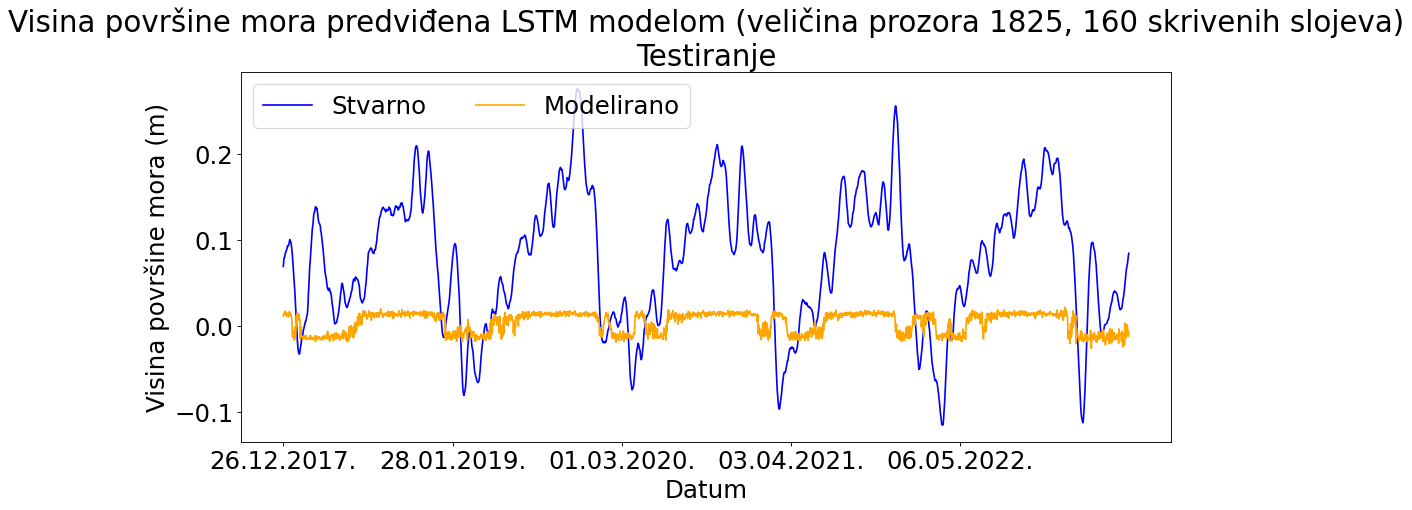 Visina površine mora predviđena LSTM modelom (veličina prozora 1825, 160 skrivenih slojeva)
Testiranje
Stvarno
Modelirano
Visina površine mora (m)
0.2
0.1
0.0
−0.1
26.12.2017.
28.01.2019.
01.03.2020.
03.04.2021.
06.05.2022.
Datum